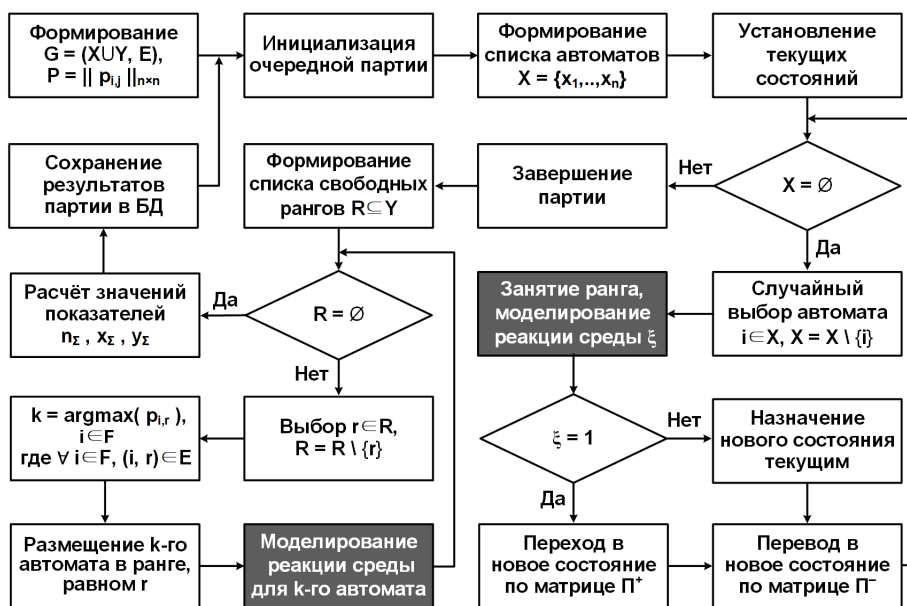 Формирование
G = (X∪Y, E),
P = || pi,j ||n×n
Инициализация
очередной партии
Формирование
списка автоматов
X = {x1,..,xn}
Установление
текущих
состояний
Сохранение
результатов
партии в БД
Формирование
списка свободных
рангов R⊆Y
Завершение
партии
Нет
X = ∅
Да
Расчёт значений
показателей
nΣ , xΣ , yΣ
Да
R = ∅
Нет
Занятие ранга,
моделирование
реакции среды ξ
Случайный
выбор автомата
i∈X, X = X \ {i}
k = argmax( pi,r ),
i∈F
где ∀ i∈F, (i, r)∈E
Выбор r∈R,
R = R \ {r}
ξ = 1
Нет
Да
Назначение
нового состояния
текущим
Размещение k-го
автомата в ранге,
равном r
Моделирование
реакции среды
для k-го автомата
Переход в
новое состояние
по матрице П⁺
Перевод в
новое состояние
по матрице П⁻